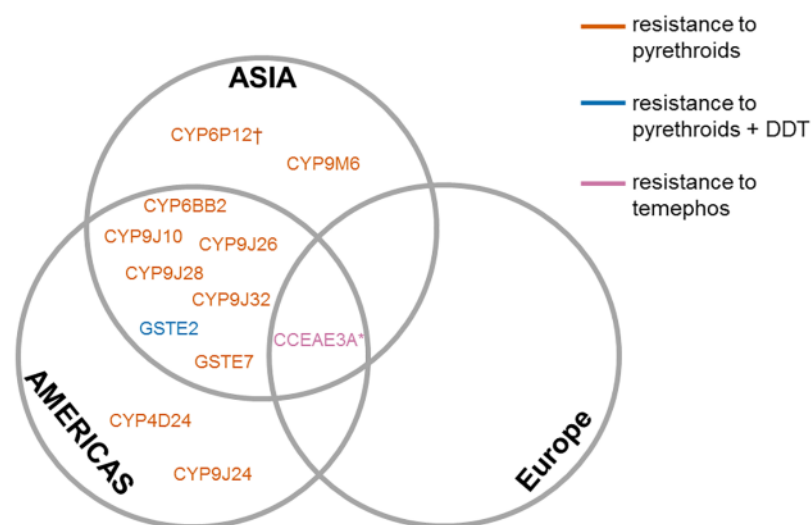 resistance to
pyrethroids
resistance to
pyrethroids + DDT
resistance to
temephos
ASIA
CYP6P12†
CYP9M6
CYP6BB2
CYP9J10
CYP9J26
CYP9J28
CYP9J32
GSTE2
CCEAE3A*
GSTE7
CYP4D24
CYP9J24
AMERICAS
Europe